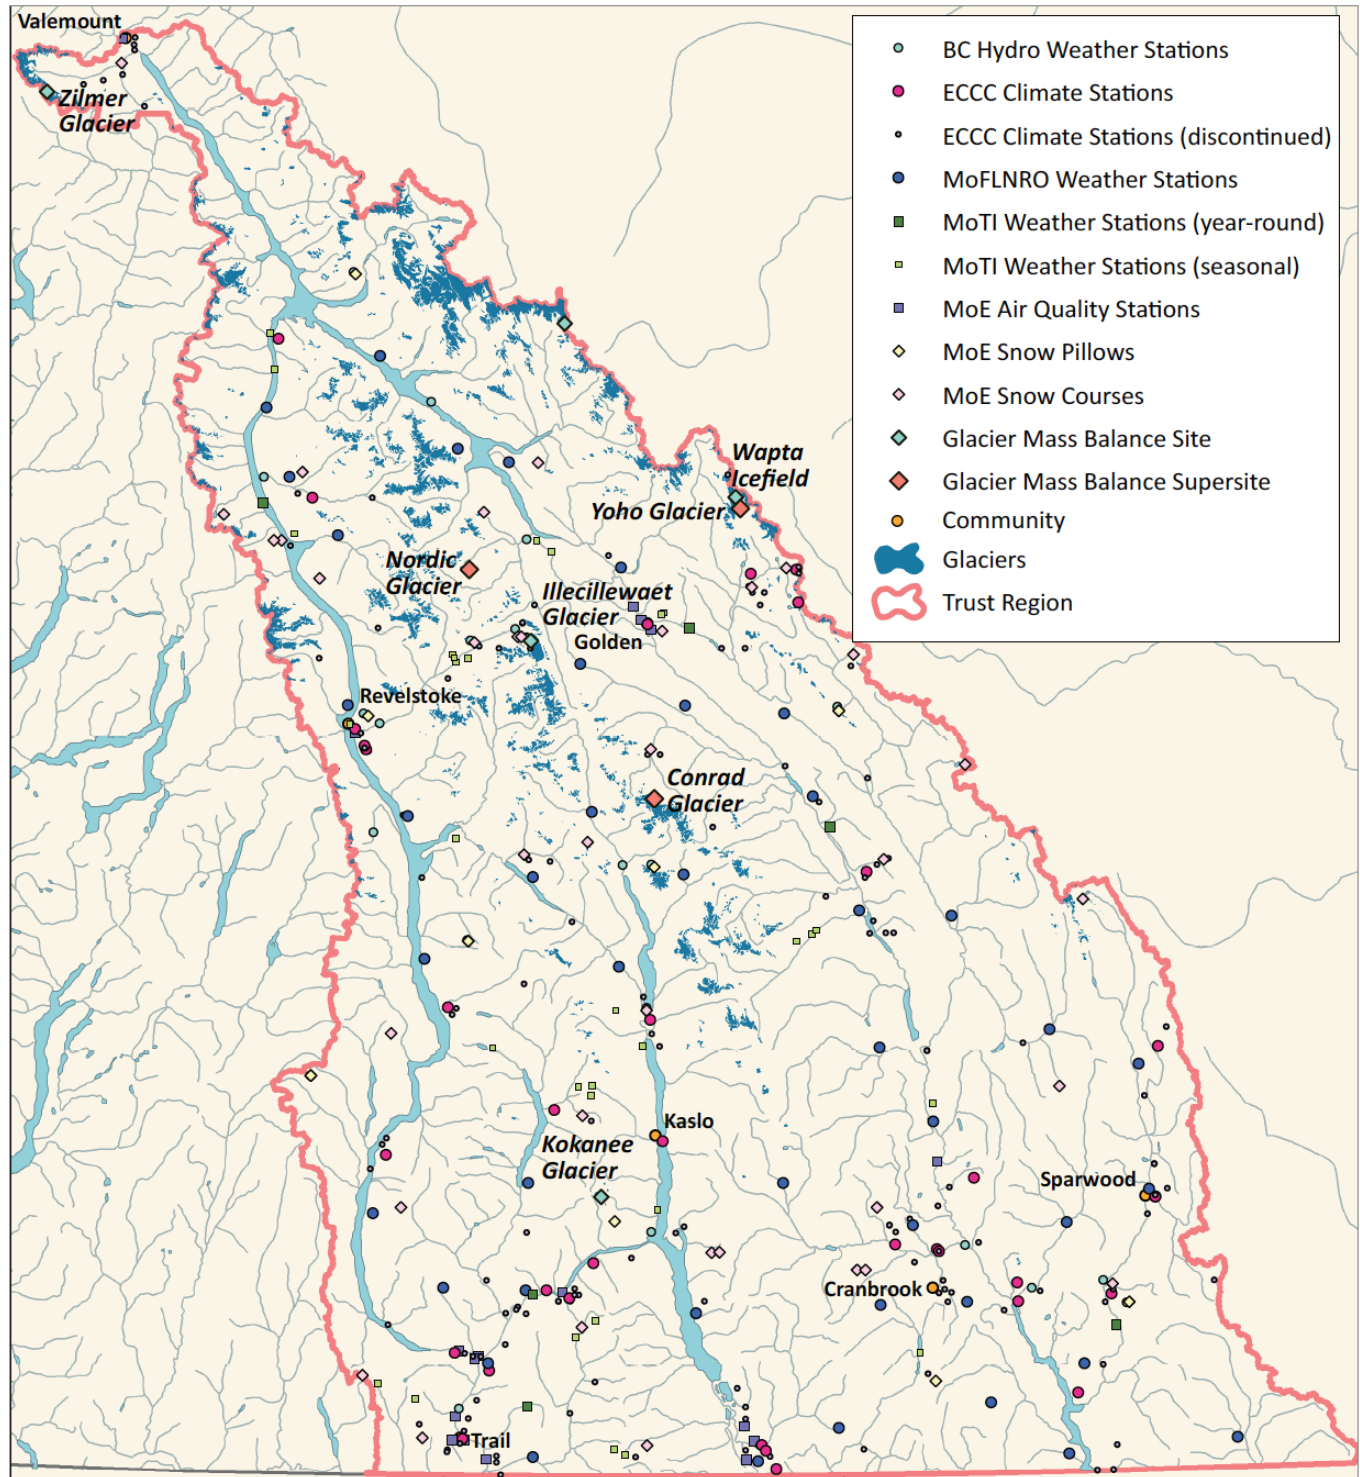 Valemount
Zilmer
Glacier
BC Hydro Weather Stations
ECCC Climate Stations
ECCC Climate Stations (discontinued)
MoFLNRO Weather Stations
MoTI Weather Stations (year-round)
MoTI Weather Stations (seasonal)
MoE Air Quality Stations
MoE Snow Pillows
MoE Snow Courses
Glacier Mass Balance Site
Glacier Mass Balance Supersite
Community
Glaciers
Trust Region
Wapta
Icefield
Yoho Glacier
Nordic
Glacier
Illecillewaet
Glacier
Golden
Revelstoke
Conrad
Glacier
Kaslo
Kokanee
Glacier
Sparwood
Cranbrook
Trail